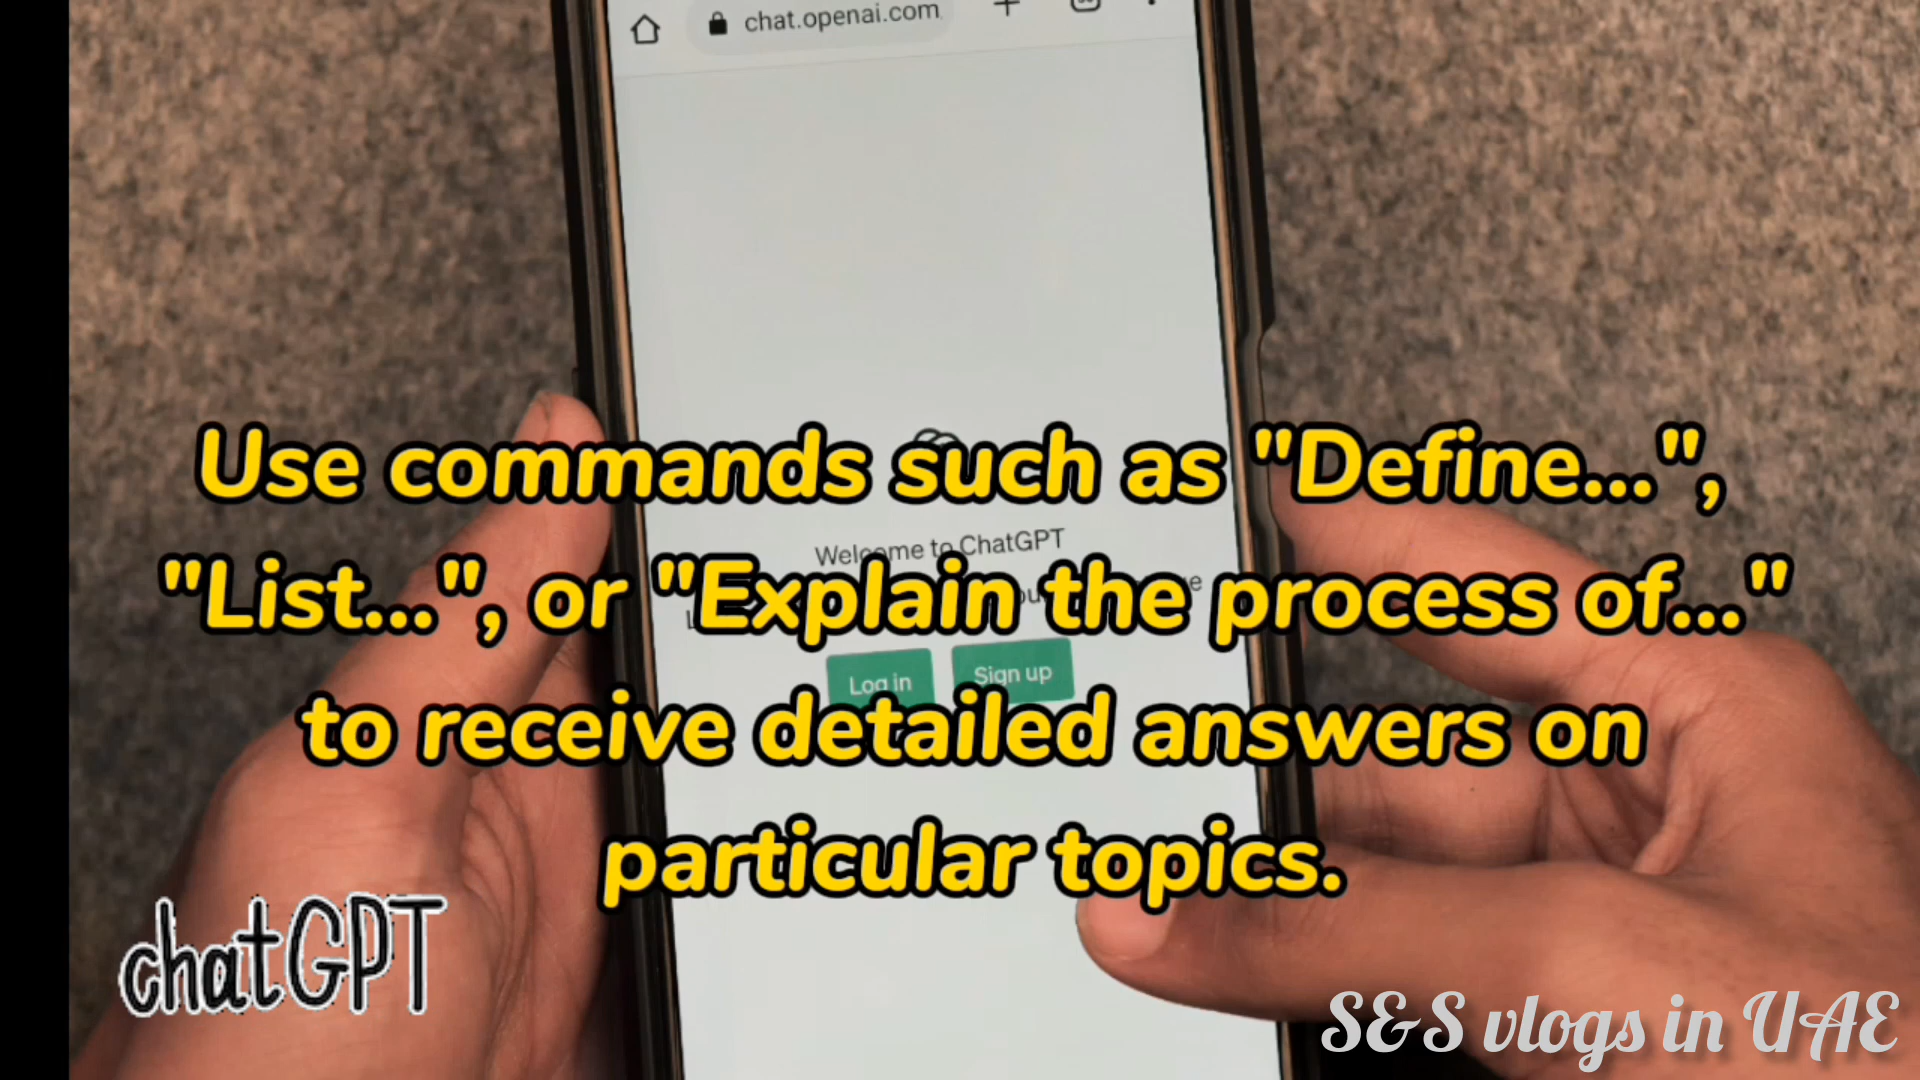 chat.openai.com
Use commands such as "Define...",
Welcome to ChatGPT
"List...", or "Explain the process of..."
Log in
Sign up
to receive detailed answers on
particular topics.
chatGPT
S&S vlogs in UAE